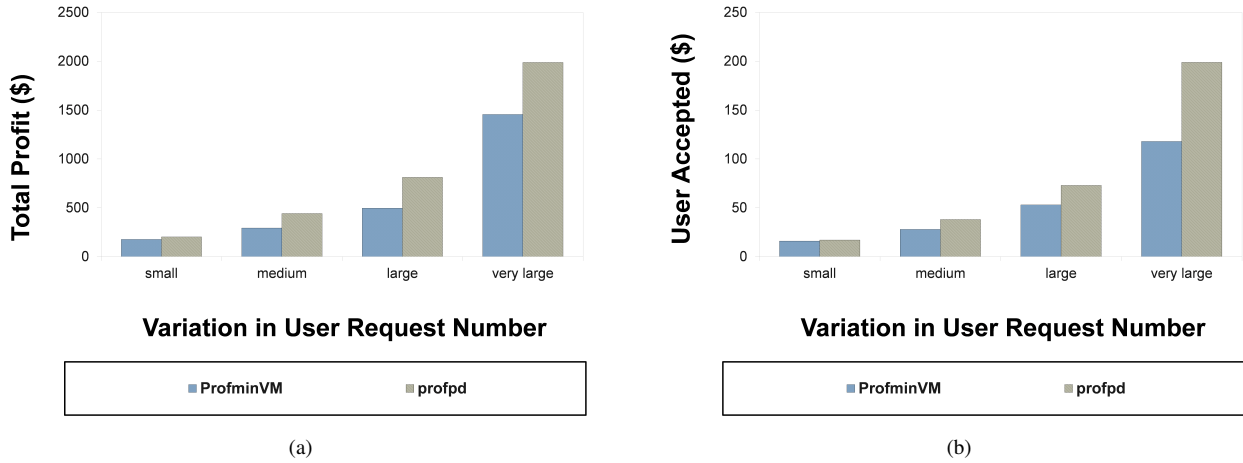 Total Profit ($)
2500
2000
1500
1000
500
0
small medium large very large
Variation in User Request Number
ProfminVM profpd
(a)
User Accepted ($)
250
200
150
100
50
0
small medium large very large
Variation in User Request Number
ProfminVM profpd
(b)